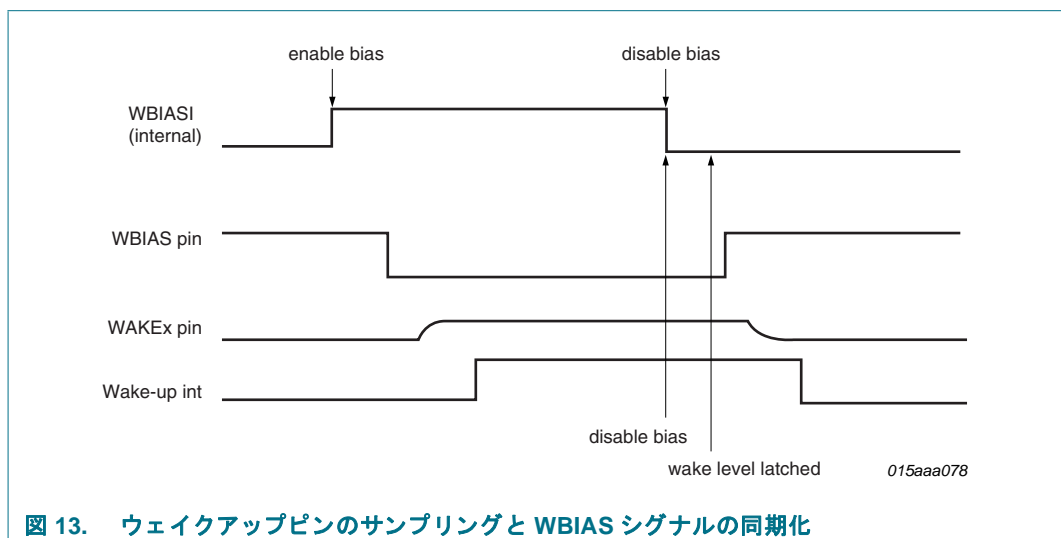 enable bias
disable bias
WBIASI
(internal)
WBIAS pin
WAKEx pin
Wake-up int
disable bias
wake level latched
015aaa078
図 13. ウェイクアップピンのサンプリングと WBIAS シグナルの同期化